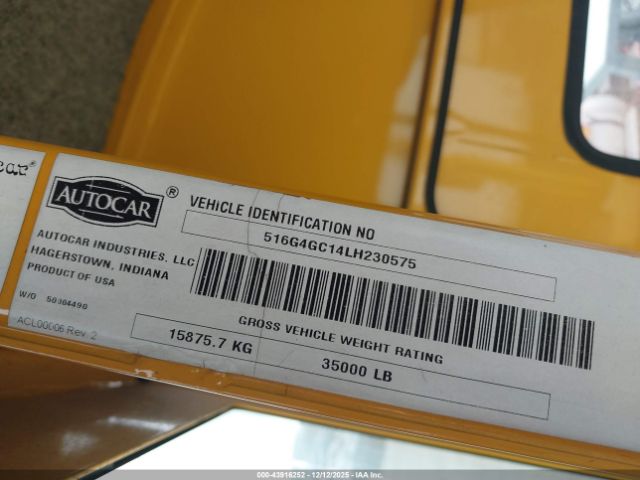 AUTOCAR ®
VEHICLE IDENTIFICATION NO
516G4GC14LH230575
AUTOCAR INDUSTRIES, LLC
HAGERSTOWN, INDIANA
PRODUCT OF USA
W/O 50304490
ACL00006 Rev. 2
GROSS VEHICLE WEIGHT RATING
15875.7 KG 35000 LB
000-43916252 - 12/12/2025 - IAA Inc.